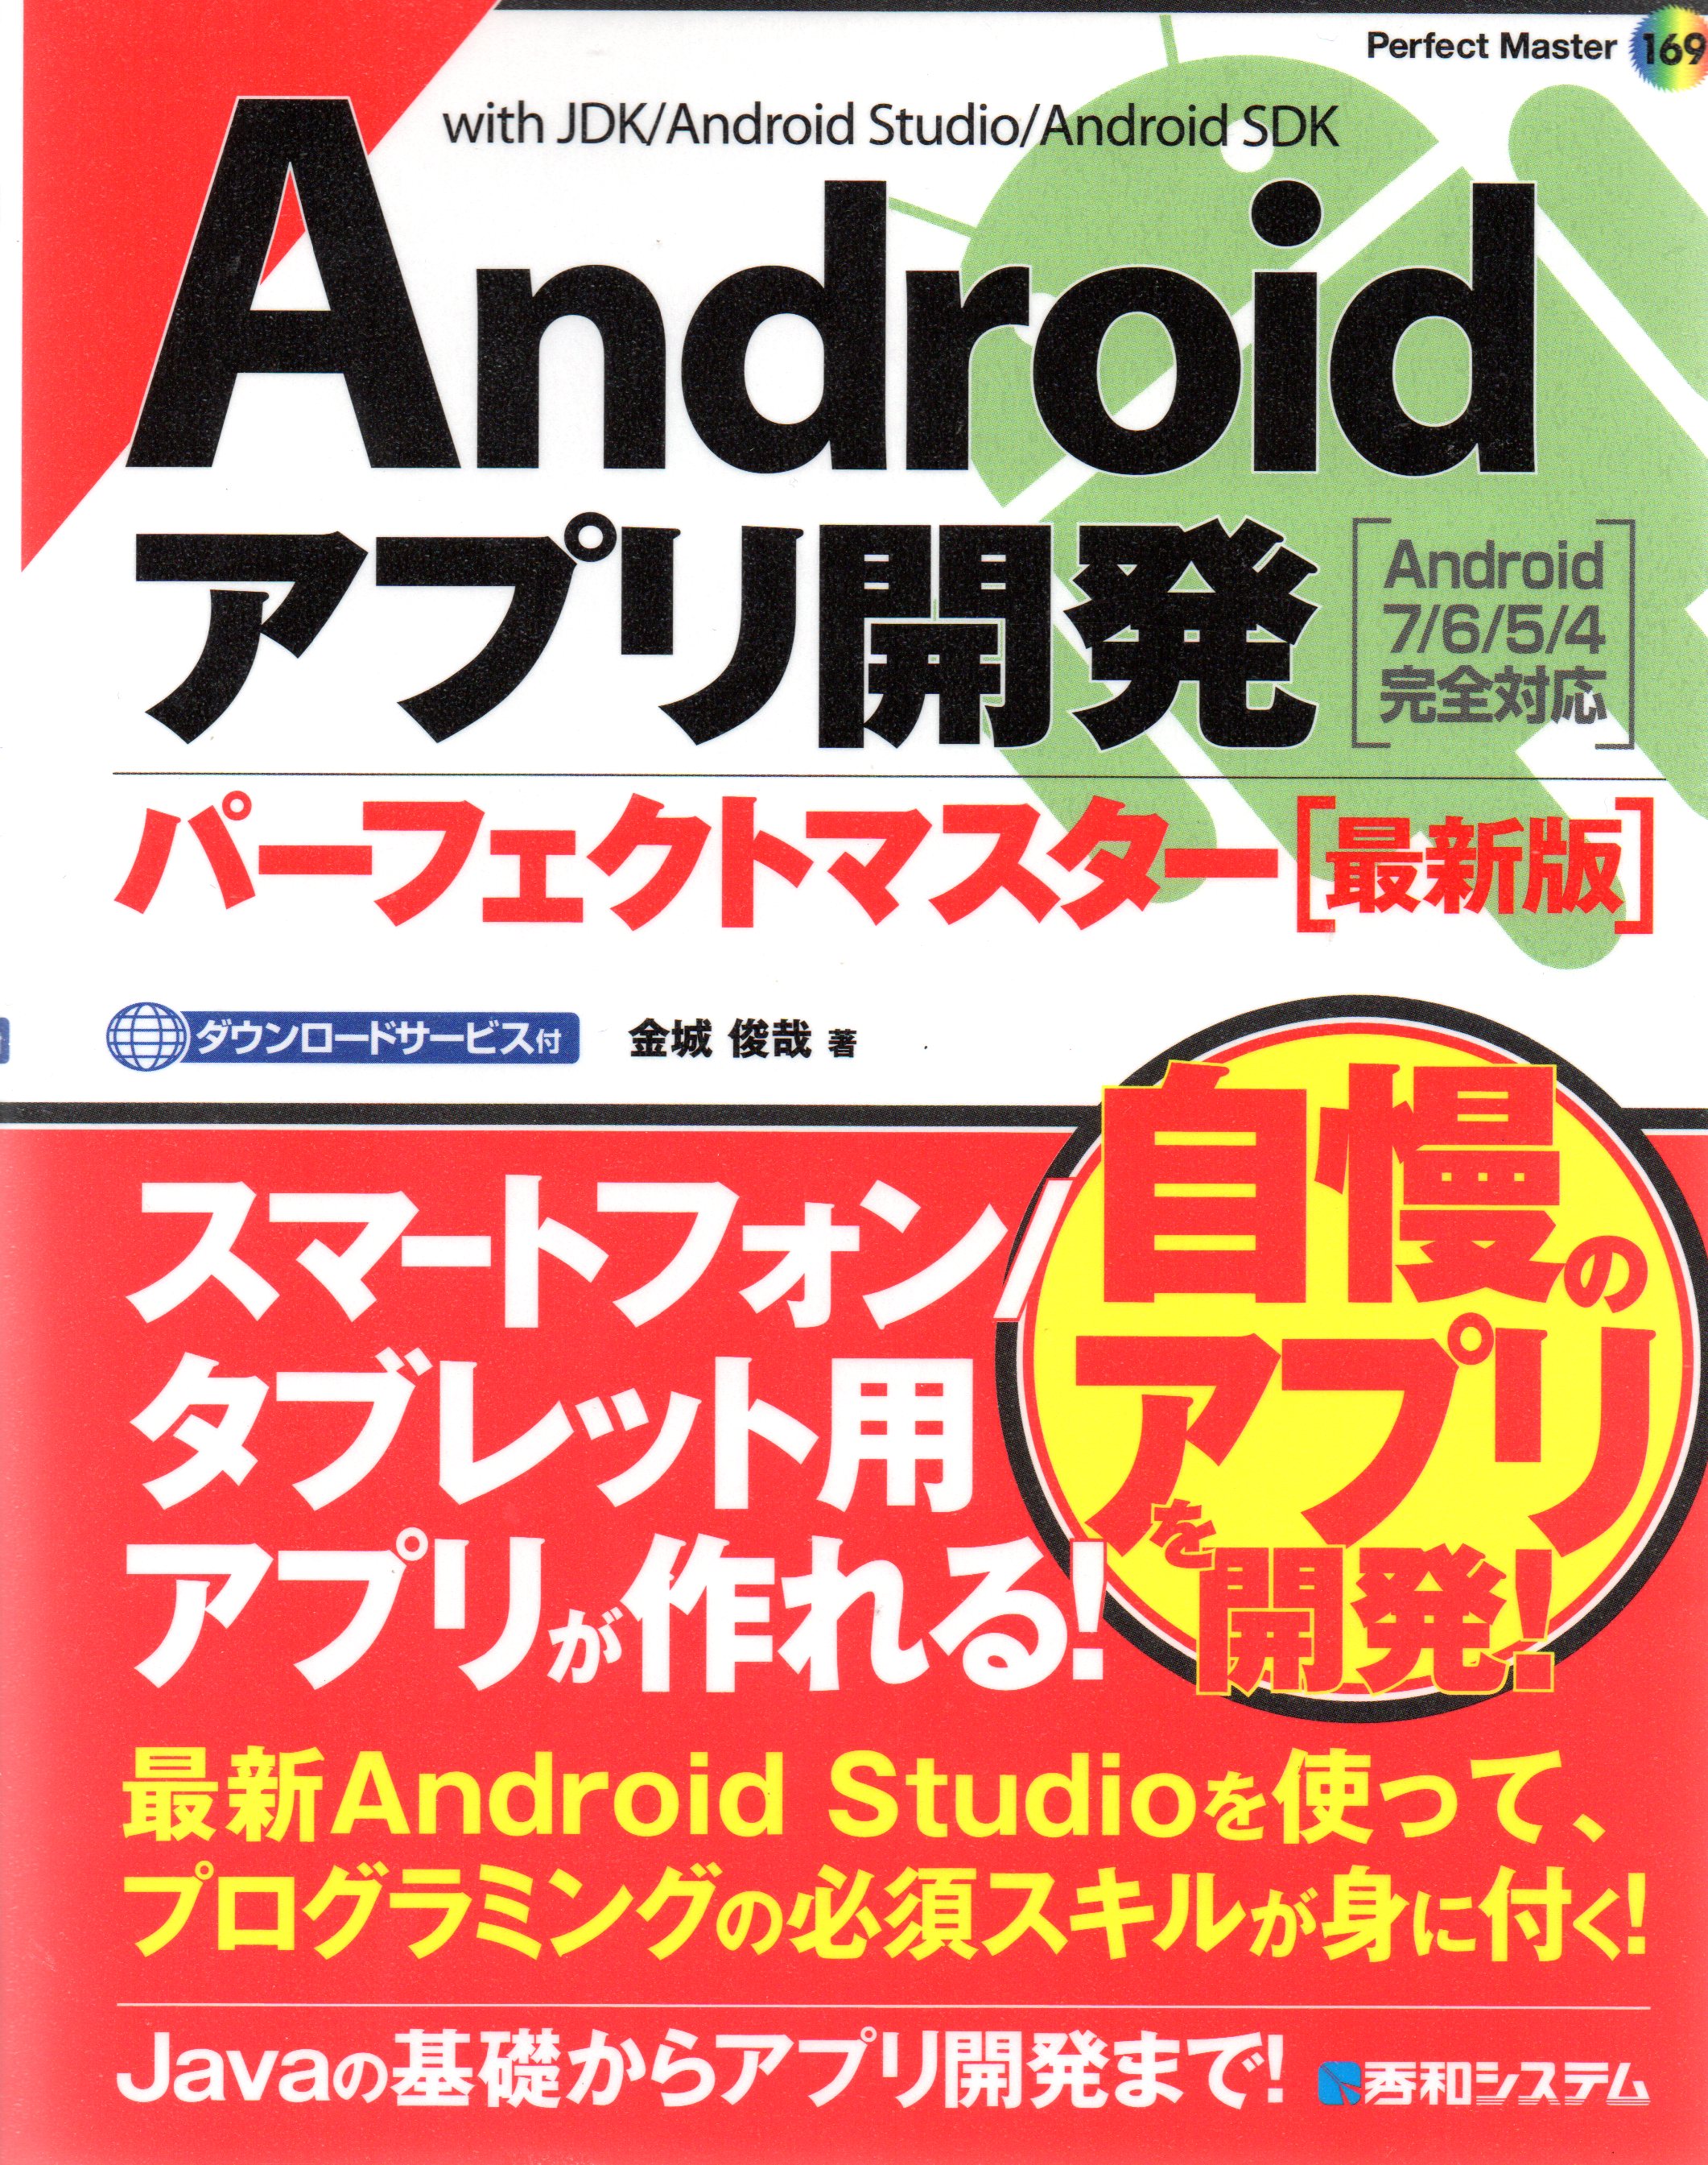 Perfect Master 169
with JDK/Android Studio/Android SDK
Android
アプリ開発
Android
7/6/5/4
完全対応
パーフェクトマスター[最新版]
ダウンロードサービス付
金城 俊哉 著
自慢の
アプリ
を
開発!
スマートフォン/
タブレット用
アプリが作れる!
最新Android Studioを使って、
プログラミングの必須スキルが身に付く!
Javaの基礎からアプリ開発まで!
秀和システム